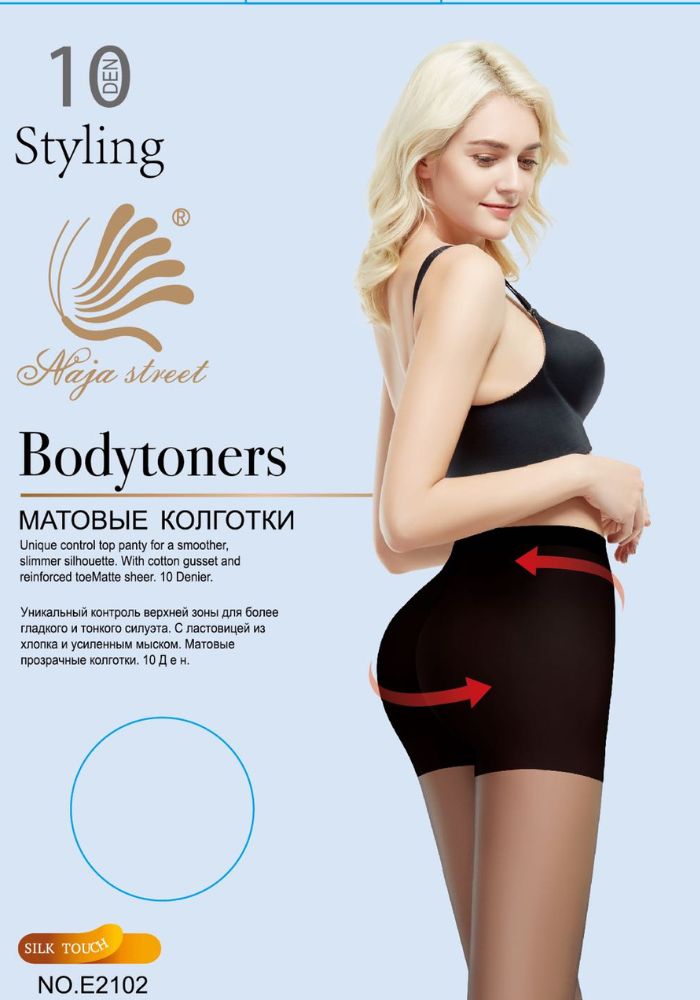 10
DEN
Styling
®
Naja street
Bodytoners
МАТОВЫЕ КОЛГОТКИ
Unique control top panty for a smoother,
slimmer silhouette. With cotton gusset and
reinforced toeMatte sheer. 10 Denier.
Уникальный контроль верхней зоны для более
гладкого и тонкого силуэта. С ластовицей из
хлопка и усиленным мыском. Матовые
прозрачные колготки. 10 Д е н.
SILK TOUCH
NO.E2102